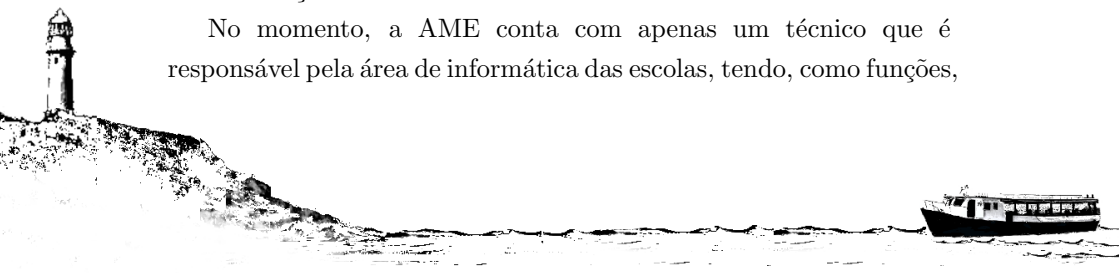 No momento, a AME conta com apenas um técnico que é
responsável pela área de informática das escolas, tendo, como funções,